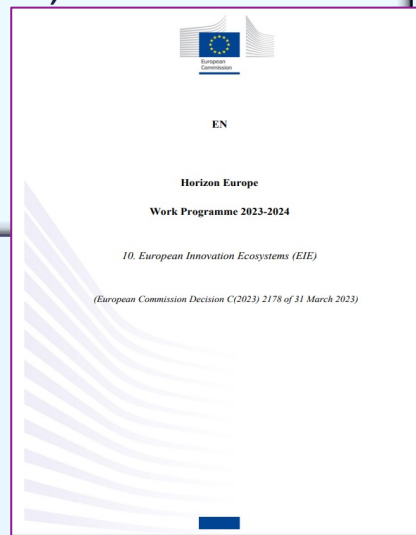 European
Commission
EN
Horizon Europe
Work Programme 2023-2024
10. European Innovation Ecosystems (EIE)
(European Commission Decision C(2023) 2178 of 31 March 2023)